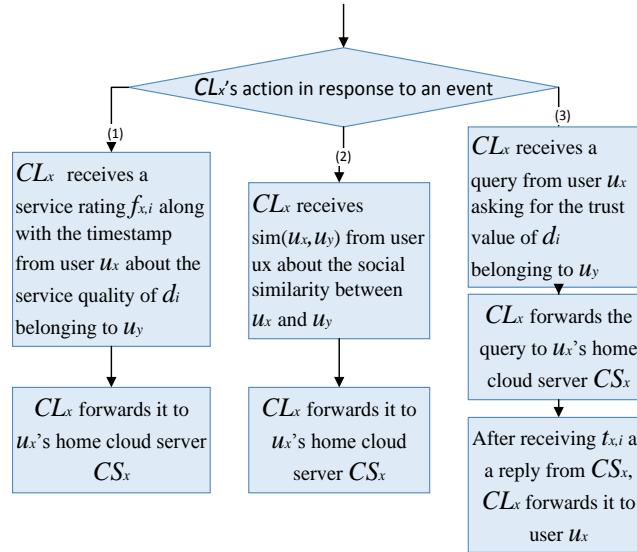 CLx's action in response to an event
(1)
(2)
(3)
CLx receives a
service rating fx,i along
with the timestamp
from user ux about the
service quality of di
belonging to uy
CLx forwards it to
ux's home cloud server
CSx
CLx receives
sim(ux,uy) from user
ux about the social
similarity between
ux and uy
CLx forwards it to
ux's home cloud
server CSx
CLx receives a
query from user ux
asking for the trust
value of di
belonging to uy
CLx forwards the
query to ux's home
cloud server CSx
After receiving tx,i a
a reply from CSx,
CLx forwards it to
user ux